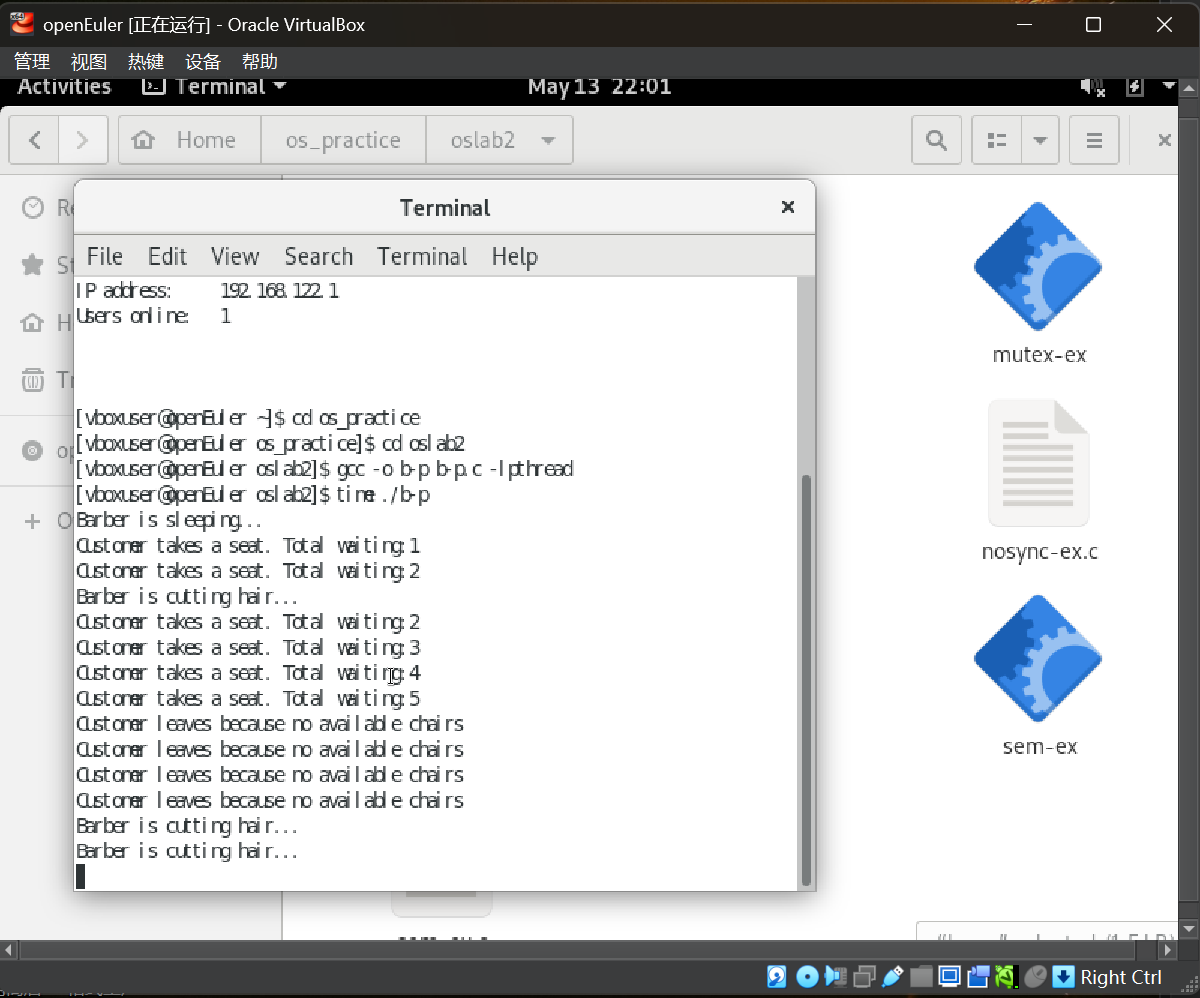 openEuler [正在运行] - Oracle VirtualBox
管理 视图 热键 设备 帮助
Activities Terminal May 13 22:01
Home os_practice oslab2
Terminal
File Edit View Search Terminal Help
IP address: 192.168.122.1
Users online: 1
[vboxuser@openEuler ~]$ cd os_practice
[vboxuser@openEuler os_practice]$ cd oslab2
[vboxuser@openEuler oslab2]$ gcc -o b-p b-p.c -lpthread
[vboxuser@openEuler oslab2]$ time ./b-p
Barber is sleeping...
Customer takes a seat. Total waiting:1
Customer takes a seat. Total waiting:2
Barber is cutting hair...
Customer takes a seat. Total waiting:2
Customer takes a seat. Total waiting:3
Customer takes a seat. Total waiting:4
Customer takes a seat. Total waiting:5
Customer leaves because no available chairs
Customer leaves because no available chairs
Customer leaves because no available chairs
Customer leaves because no available chairs
Barber is cutting hair...
Barber is cutting hair...
mutex-ex
nosync-ex.c
sem-ex
Right Ctrl